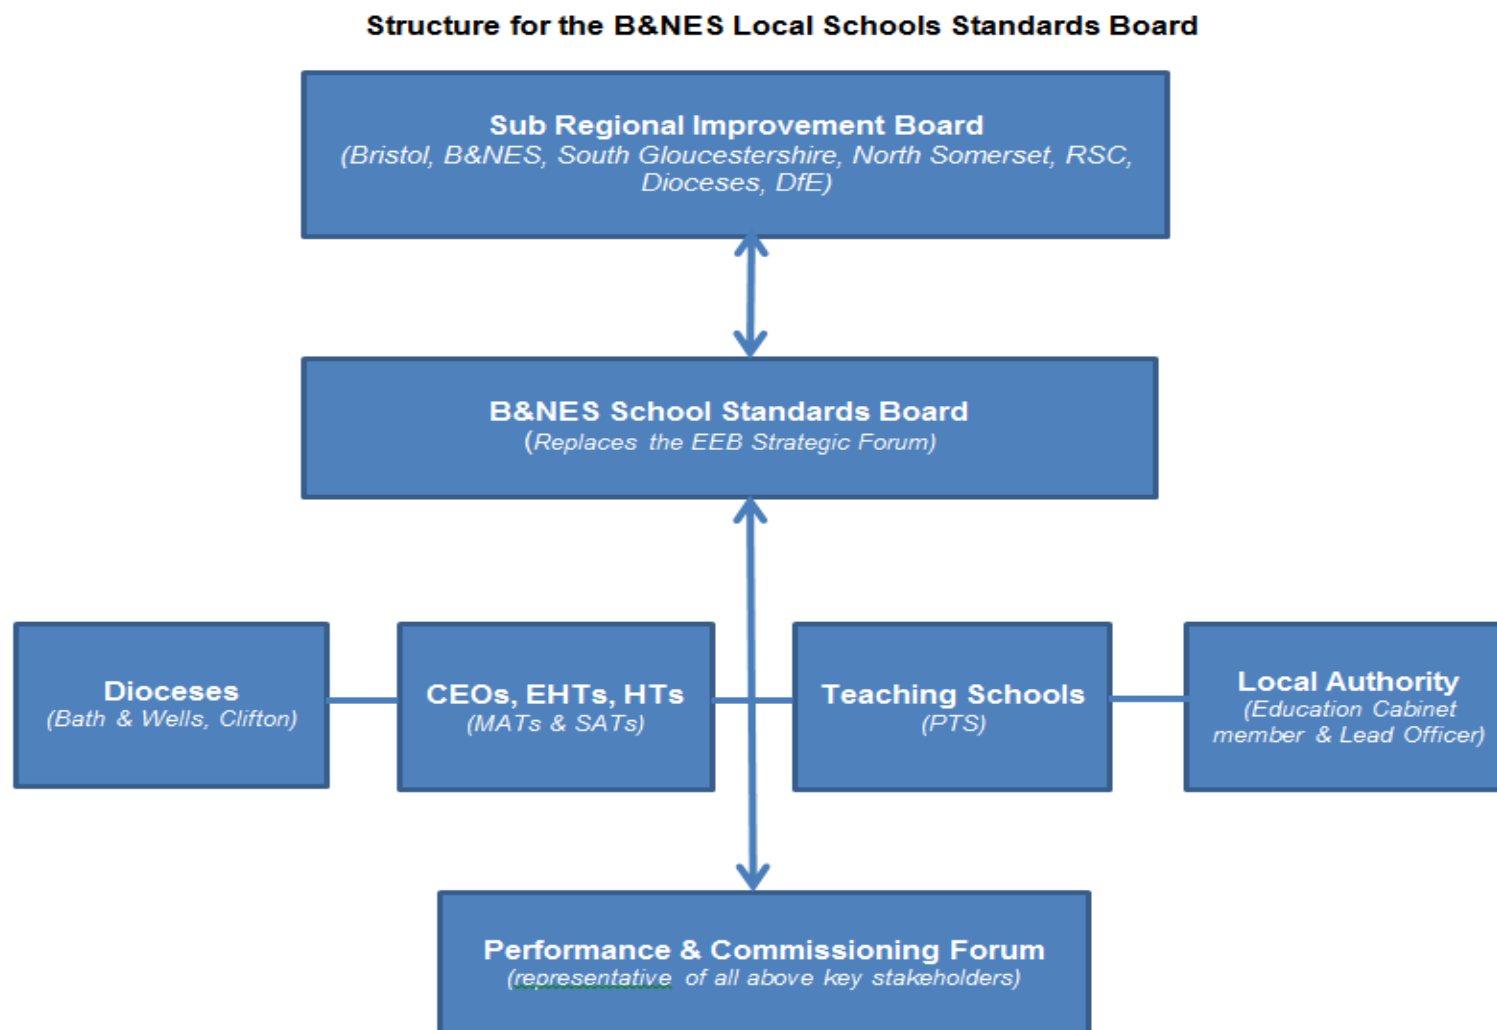 Structure for the B&NES Local Schools Standards Board
Sub Regional Improvement Board
(Bristol, B&NES, South Gloucestershire, North Somerset, RSC,
Dioceses, DfE)
B&NES School Standards Board
(Replaces the EEB Strategic Forum)
Dioceses
(Bath & Wells, Clifton)
CEOs, EHTs, HTs
(MATs & SATs)
Teaching Schools
(PTS)
Local Authority
(Education Cabinet
member & Lead Officer)
Performance & Commissioning Forum
(representative of all above key stakeholders)